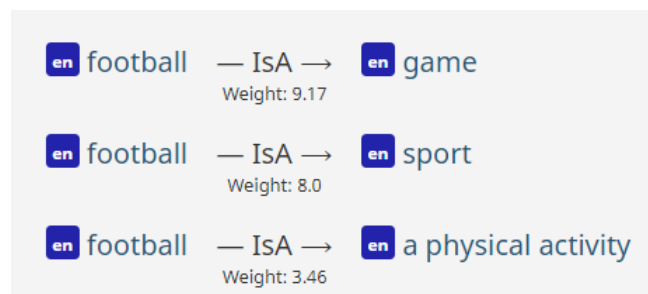 en football — IsA → en game
Weight: 9.17
en football — IsA → en sport
Weight: 8.0
en football — IsA → en a physical activity
Weight: 3.46